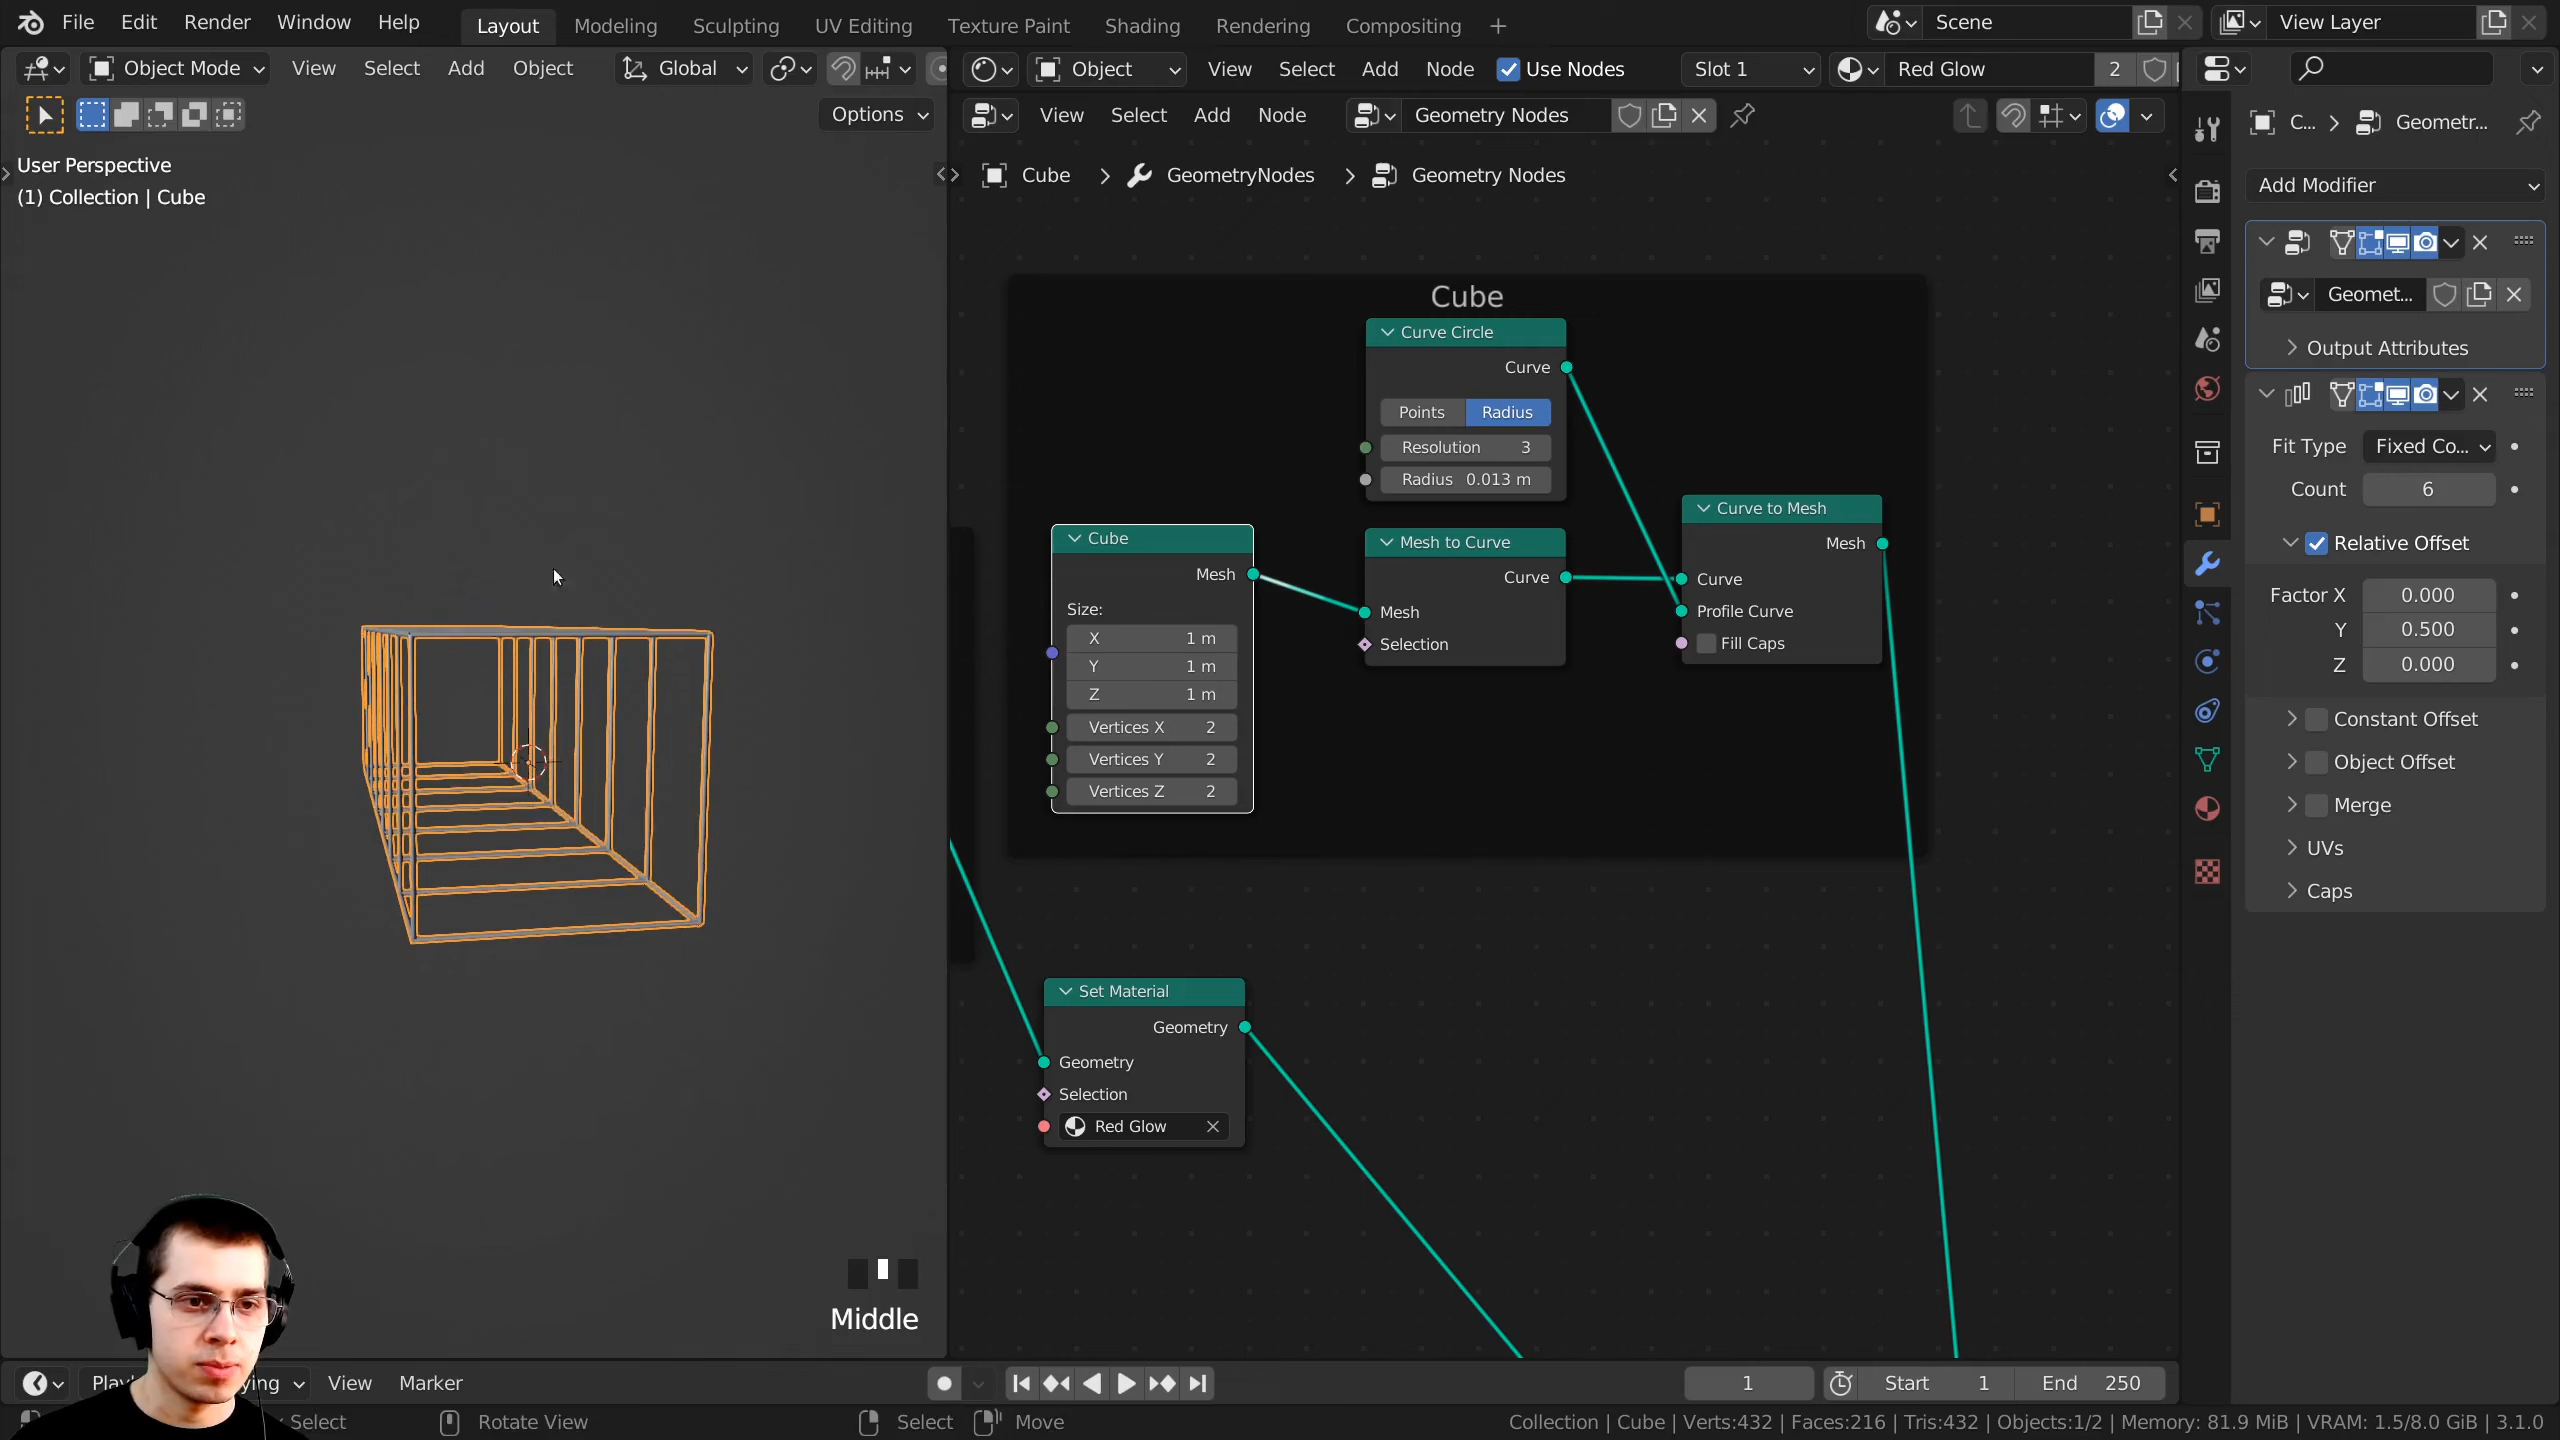 File Edit Render Window Help Layout Modeling Sculpting UV Editing Texture Paint Shading Rendering Compositing + Scene View Layer
Object Mode View Select Add Object Global Object View Select Add Node Use Nodes Slot 1 Red Glow 2
Options View Select Add Node Geometry Nodes
User Perspective
(1) Collection | Cube
Cube > GeometryNodes > Geometry Nodes
C... > Geometr...
Add Modifier
Geomet...
Output Attributes
Fit Type Fixed Co...
Count 6
Relative Offset
Factor X 0.000
Y 0.500
Z 0.000
Constant Offset
Object Offset
Merge
UVs
Caps
Cube
Curve Circle
Curve
Points Radius
Resolution 3
Radius 0.013 m
Cube
Mesh
Size:
X 1 m
Y 1 m
Z 1 m
Vertices X 2
Vertices Y 2
Vertices Z 2
Mesh to Curve
Curve
Mesh
Selection
Curve to Mesh
Mesh
Curve
Profile Curve
Fill Caps
Set Material
Geometry
Geometry
Selection
Red Glow
Middle
View Marker 1 Start 1 End 250
Select Rotate View Select Move Collection | Cube | Verts:432 | Faces:216 | Tris:432 | Objects:1/2 | Memory: 81.9 MiB | VRAM: 1.5/8.0 GiB | 3.1.0